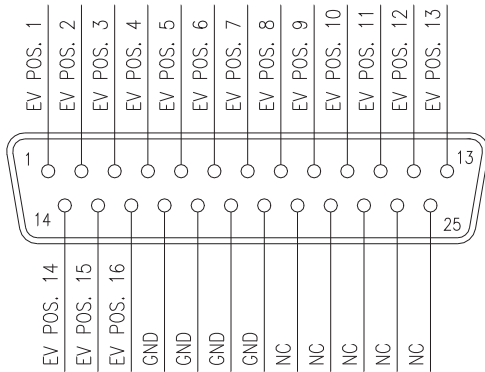 EV POS. 1
EV POS. 2
EV POS. 3
EV POS. 4
EV POS. 5
EV POS. 6
EV POS. 7
EV POS. 8
EV POS. 9
EV POS. 10
EV POS. 11
EV POS. 12
EV POS. 13
1
13
14
25
EV POS. 14
EV POS. 15
EV POS. 16
GND
GND
GND
GND
NC
NC
NC
NC
NC